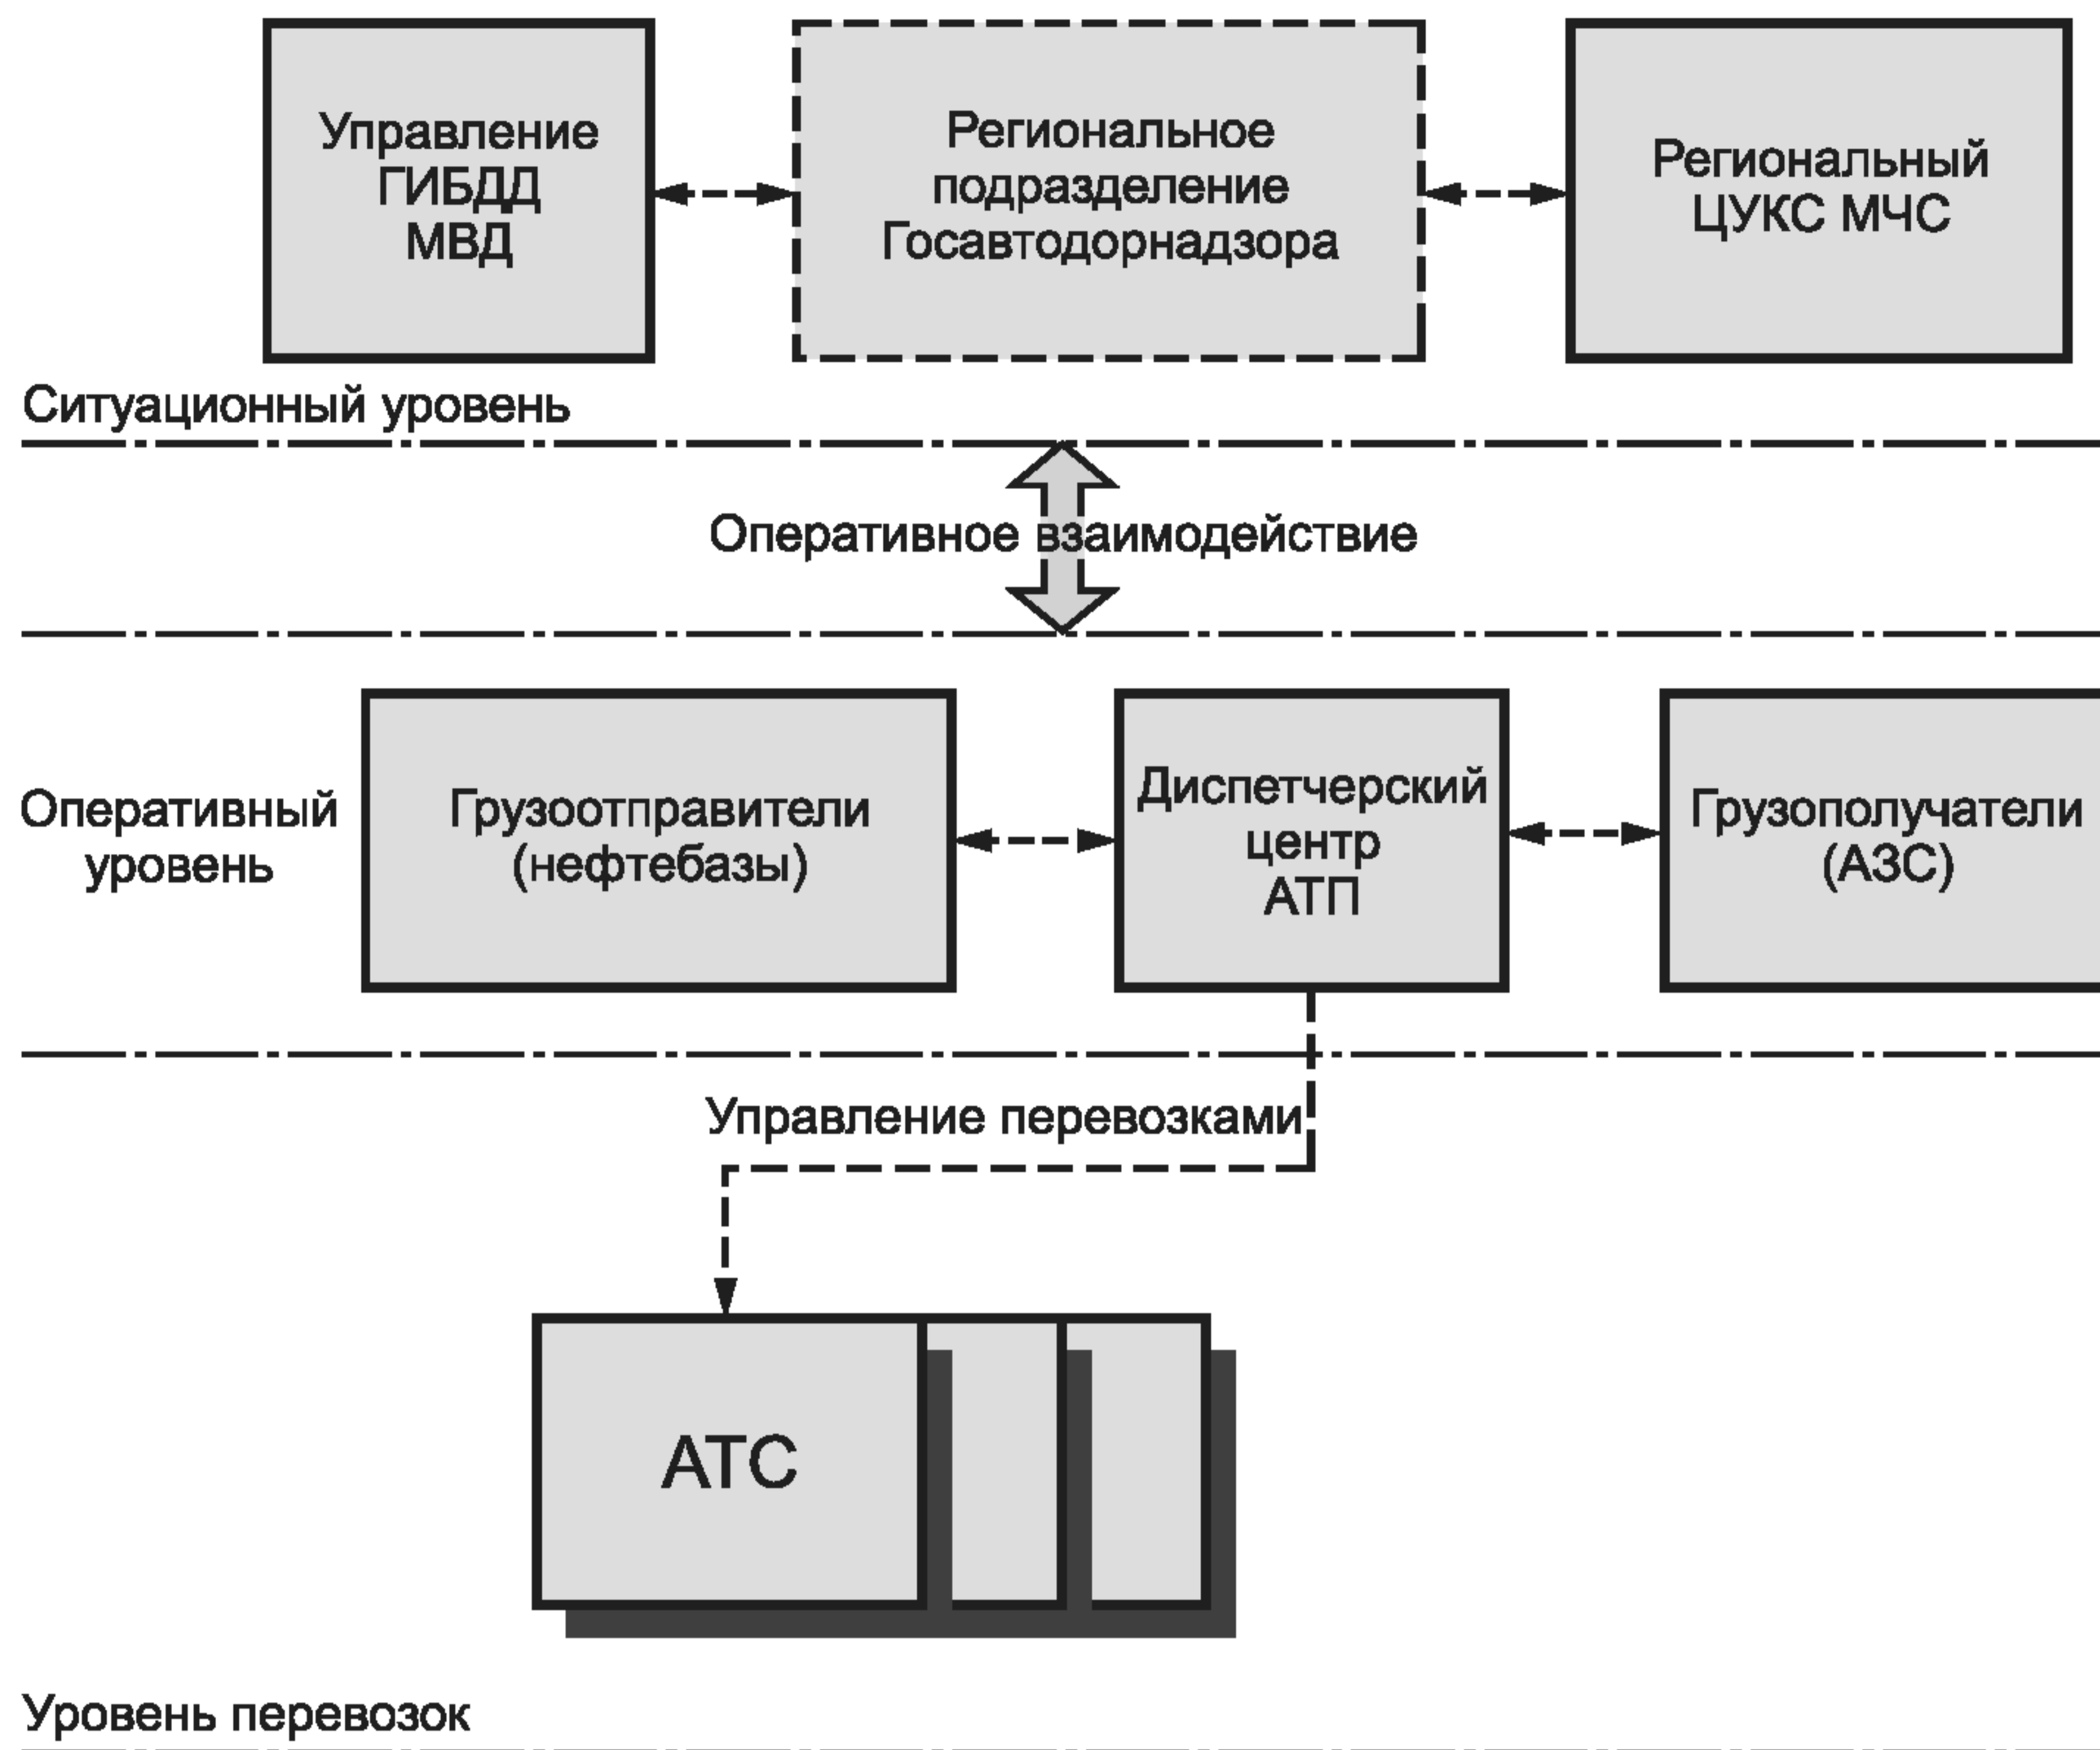 Управление
ГИБДД
МВД
Региональное
подразделение
Госавтодорнадзора
Региональный
ЦУКС МЧС
Ситуационный уровень
Оперативное взаимодействие
Оперативный
уровень
Грузоотправители
(нефтебазы)
Диспетчерский
центр
АТП
Грузополучатели
(АЗС)
Управление перевозками
АТС
Уровень перевозок